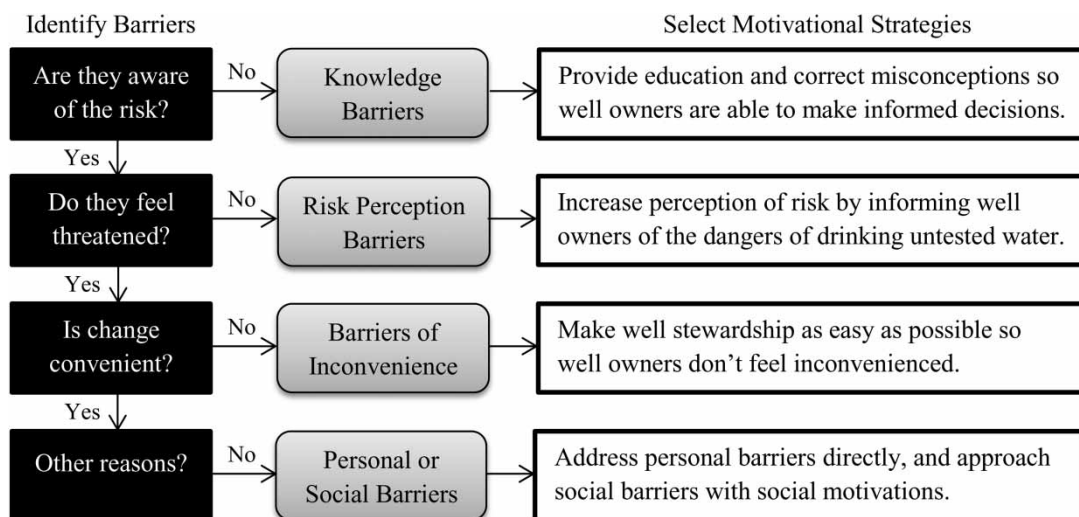 Identify Barriers
Select Motivational Strategies
Are they aware
of the risk?
No
Knowledge
Barriers
Provide education and correct misconceptions so
well owners are able to make informed decisions.
Yes
Do they feel
threatened?
No
Risk Perception
Barriers
Increase perception of risk by informing well
owners of the dangers of drinking untested water.
Yes
Is change
convenient?
No
Barriers of
Inconvenience
Make well stewardship as easy as possible so
well owners don’t feel inconvenienced.
Yes
Other reasons?
No
Personal or
Social Barriers
Address personal barriers directly, and approach
social barriers with social motivations.